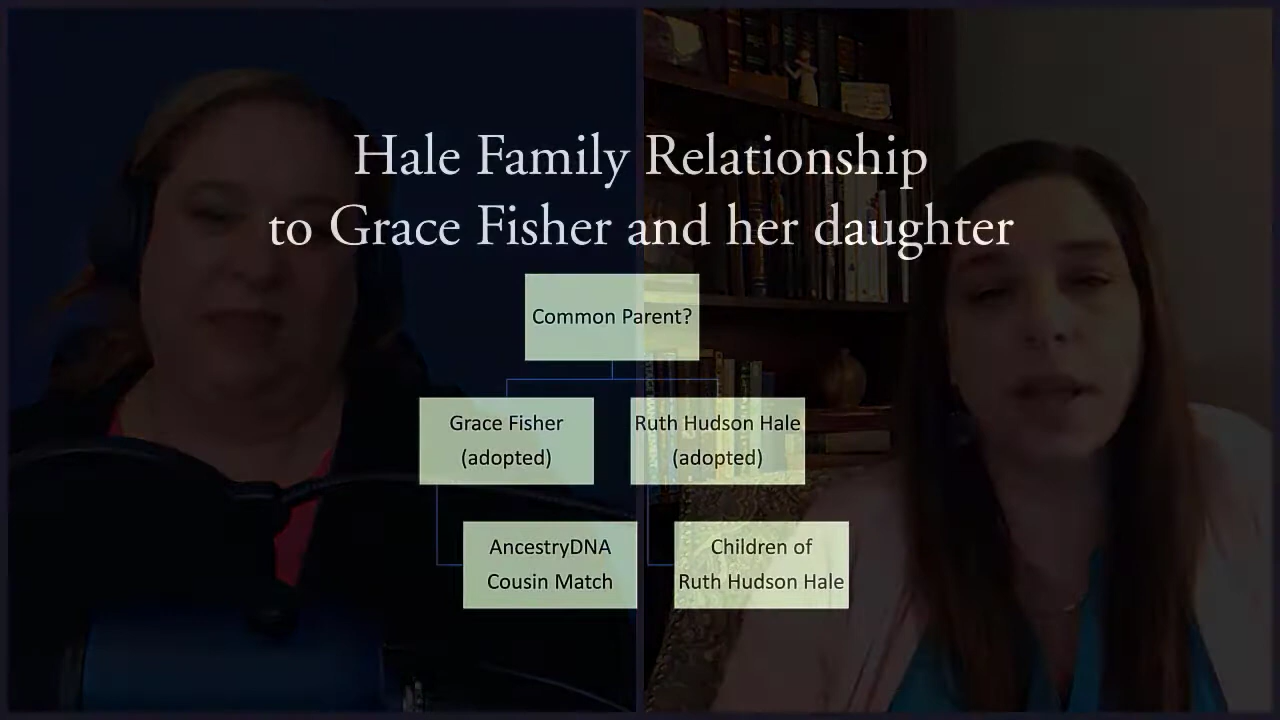 Hale Family Relationship
to Grace Fisher and her daughter
Common Parent?
Grace Fisher
(adopted)
Ruth Hudson Hale
(adopted)
AncestryDNA
Cousin Match
Children of
Ruth Hudson Hale